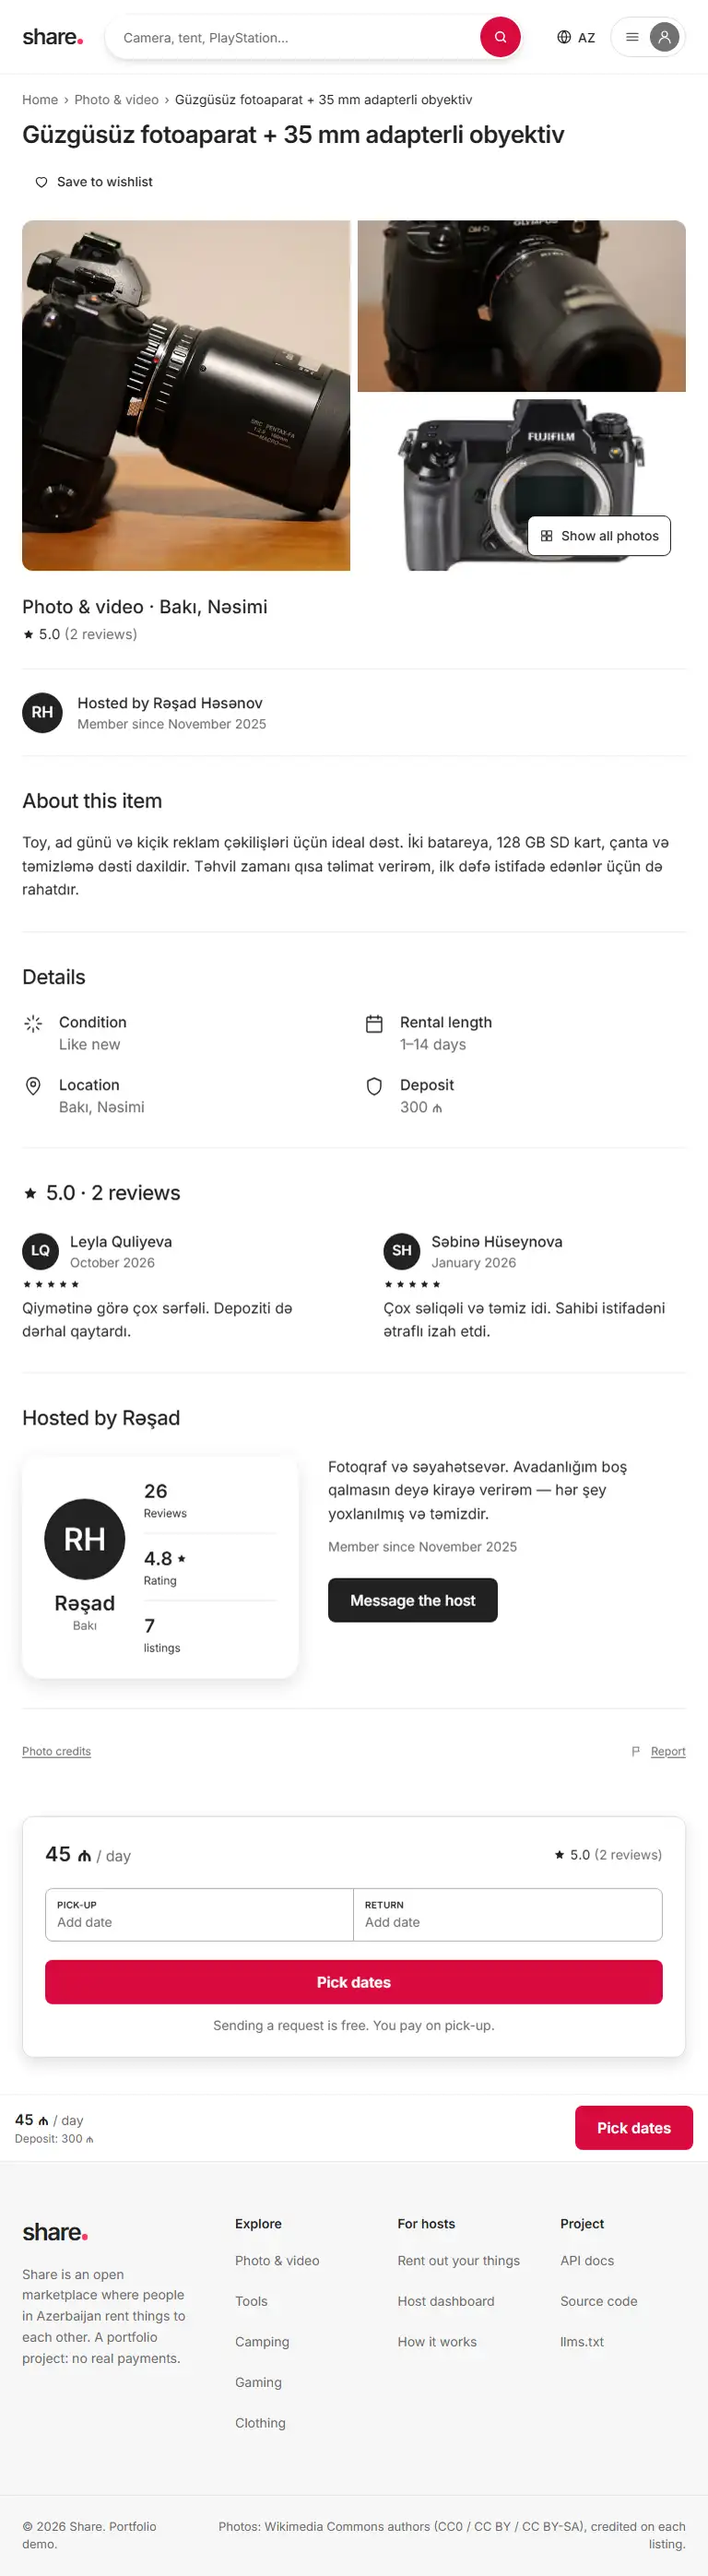 share.
Camera, tent, PlayStation...
AZ
Home › Photo & video › Güzgüsüz fotoaparat + 35 mm adapterli obyektiv
Güzgüsüz fotoaparat + 35 mm adapterli obyektiv
Save to wishlist
OLYMPUS
OM-D
SMC PENTAX-FA
MACRO
FUJIFILM
Show all photos
Photo & video · Bakı, Nəsimi
★ 5.0 (2 reviews)
RH
Hosted by Rəşad Həsənov
Member since November 2025
About this item
Toy, ad günü və kiçik reklam çəkilişləri üçün ideal dəst. İki batareya, 128 GB SD kart, çanta və
təmizləmə dəsti daxildir. Təhvil zamanı qısa təlimat verirəm, ilk dəfə istifadə edənlər üçün də
rahatdır.
Details
Condition
Like new
Rental length
1–14 days
Location
Bakı, Nəsimi
Deposit
300 ₼
★ 5.0 · 2 reviews
LQ
Leyla Quliyeva
October 2026
★ ★ ★ ★ ★
Qiymətinə görə çox sərfəli. Depoziti də
dərhal qaytardı.
SH
Səbinə Hüseynova
January 2026
★ ★ ★ ★ ★
Çox səliqəli və təmiz idi. Sahibi istifadəni
ətraflı izah etdi.
Hosted by Rəşad
RH
Rəşad
Bakı
26
Reviews
4.8 ★
Rating
7
listings
Fotoqraf və səyahətsevər. Avadanlığım boş
qalmasın deyə kirayə verirəm — hər şey
yoxlanılmış və təmizdir.
Member since November 2025
Message the host
Photo credits
Report
45 ₼ / day
★ 5.0 (2 reviews)
PICK-UP
Add date
RETURN
Add date
Pick dates
Sending a request is free. You pay on pick-up.
45 ₼ / day
Deposit: 300 ₼
Pick dates
share.
Share is an open
marketplace where people
in Azerbaijan rent things to
each other. A portfolio
project: no real payments.
Explore
Photo & video
Tools
Camping
Gaming
Clothing
For hosts
Rent out your things
Host dashboard
How it works
Project
API docs
Source code
llms.txt
© 2026 Share. Portfolio
demo.
Photos: Wikimedia Commons authors (CC0 / CC BY / CC BY-SA), credited on each
listing.